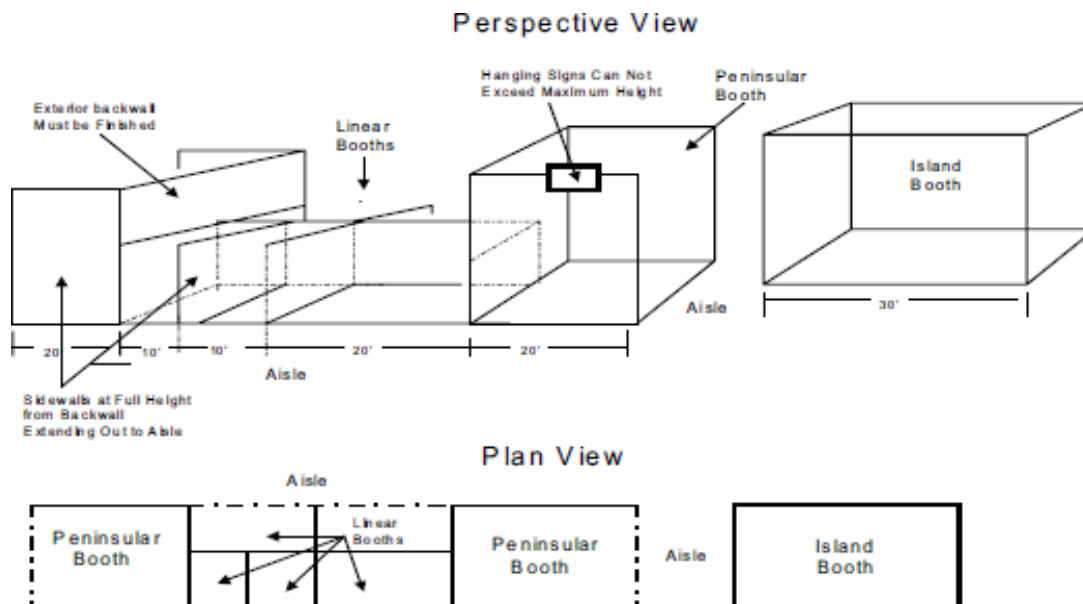 Perspective View
Hanging Signs Can Not
Exceed Maximum Height
Peninsular
Booth
Exterior backwall
Must be Finished
Linear
Booths
Island
Booth
Aisle
30'
20'
10'
10'
20'
20'
Aisle
Sidewalls at Full Height
from Backwall
Extending Out to Aisle
Plan View
Aisle
Peninsular
Booth
Linear
Booths
Peninsular
Booth
Aisle
Island
Booth